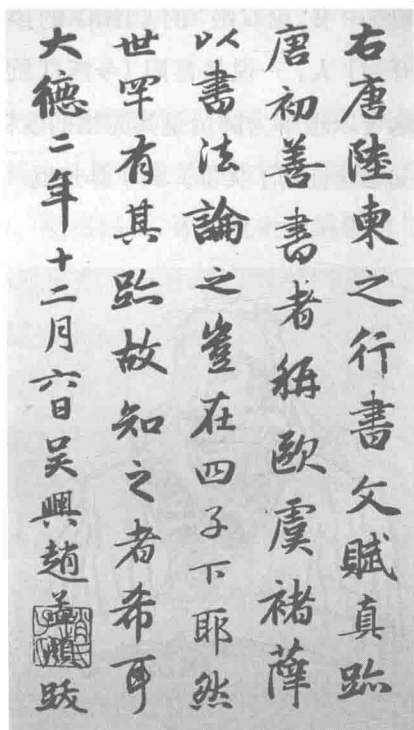 右唐陸柬之行書文賦真跡
唐初善書者稱歐虞褚薛
以書法論之豈在四子下耶然
世罕有其跡故知之者希耳
大德二年十二月六日吳興趙孟頫跋